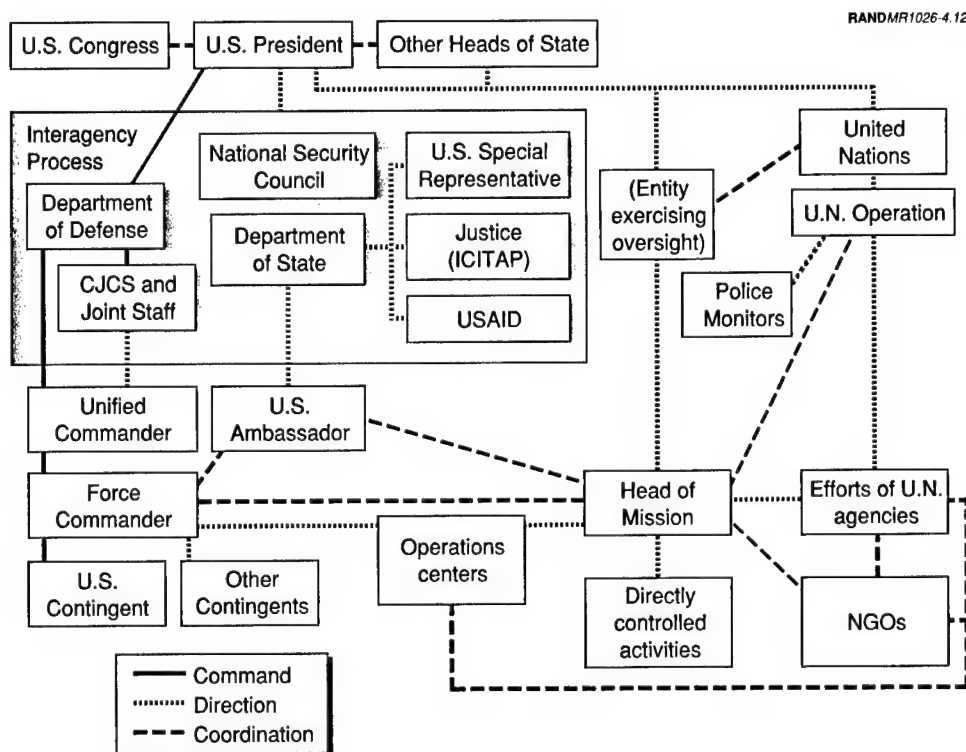 RANDMR1026-4.12
U.S. Congress
U.S. President
Other Heads of State
Interagency
Process
National Security
Council
U.S. Special
Representative
United
Nations
Department
of Defense
Department
of State
Justice
(ICITAP)
(Entity
exercising
oversight)
U.N. Operation
CJCS and
Joint Staff
USAID
Police
Monitors
Unified
Commander
U.S.
Ambassador
Force
Commander
Head of
Mission
Efforts of U.N.
agencies
Operations
centers
U.S.
Contingent
Other
Contingents
Directly
controlled
activities
NGOs
Command
Direction
Coordination